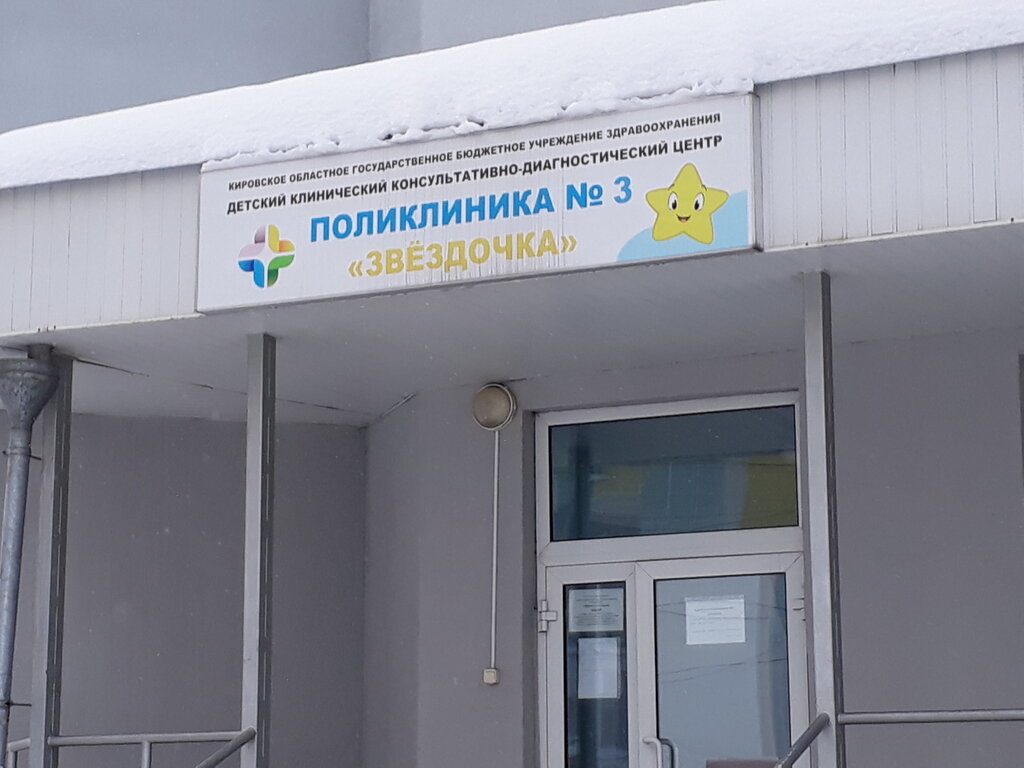 КИРОВСКОЕ ОБЛАСТНОЕ ГОСУДАРСТВЕННОЕ БЮДЖЕТНОЕ УЧРЕЖДЕНИЕ ЗДРАВООХРАНЕНИЯ
ДЕТСКИЙ КЛИНИЧЕСКИЙ КОНСУЛЬТАТИВНО-ДИАГНОСТИЧЕСКИЙ ЦЕНТР
ПОЛИКЛИНИКА № 3
«ЗВЁЗДОЧКА»